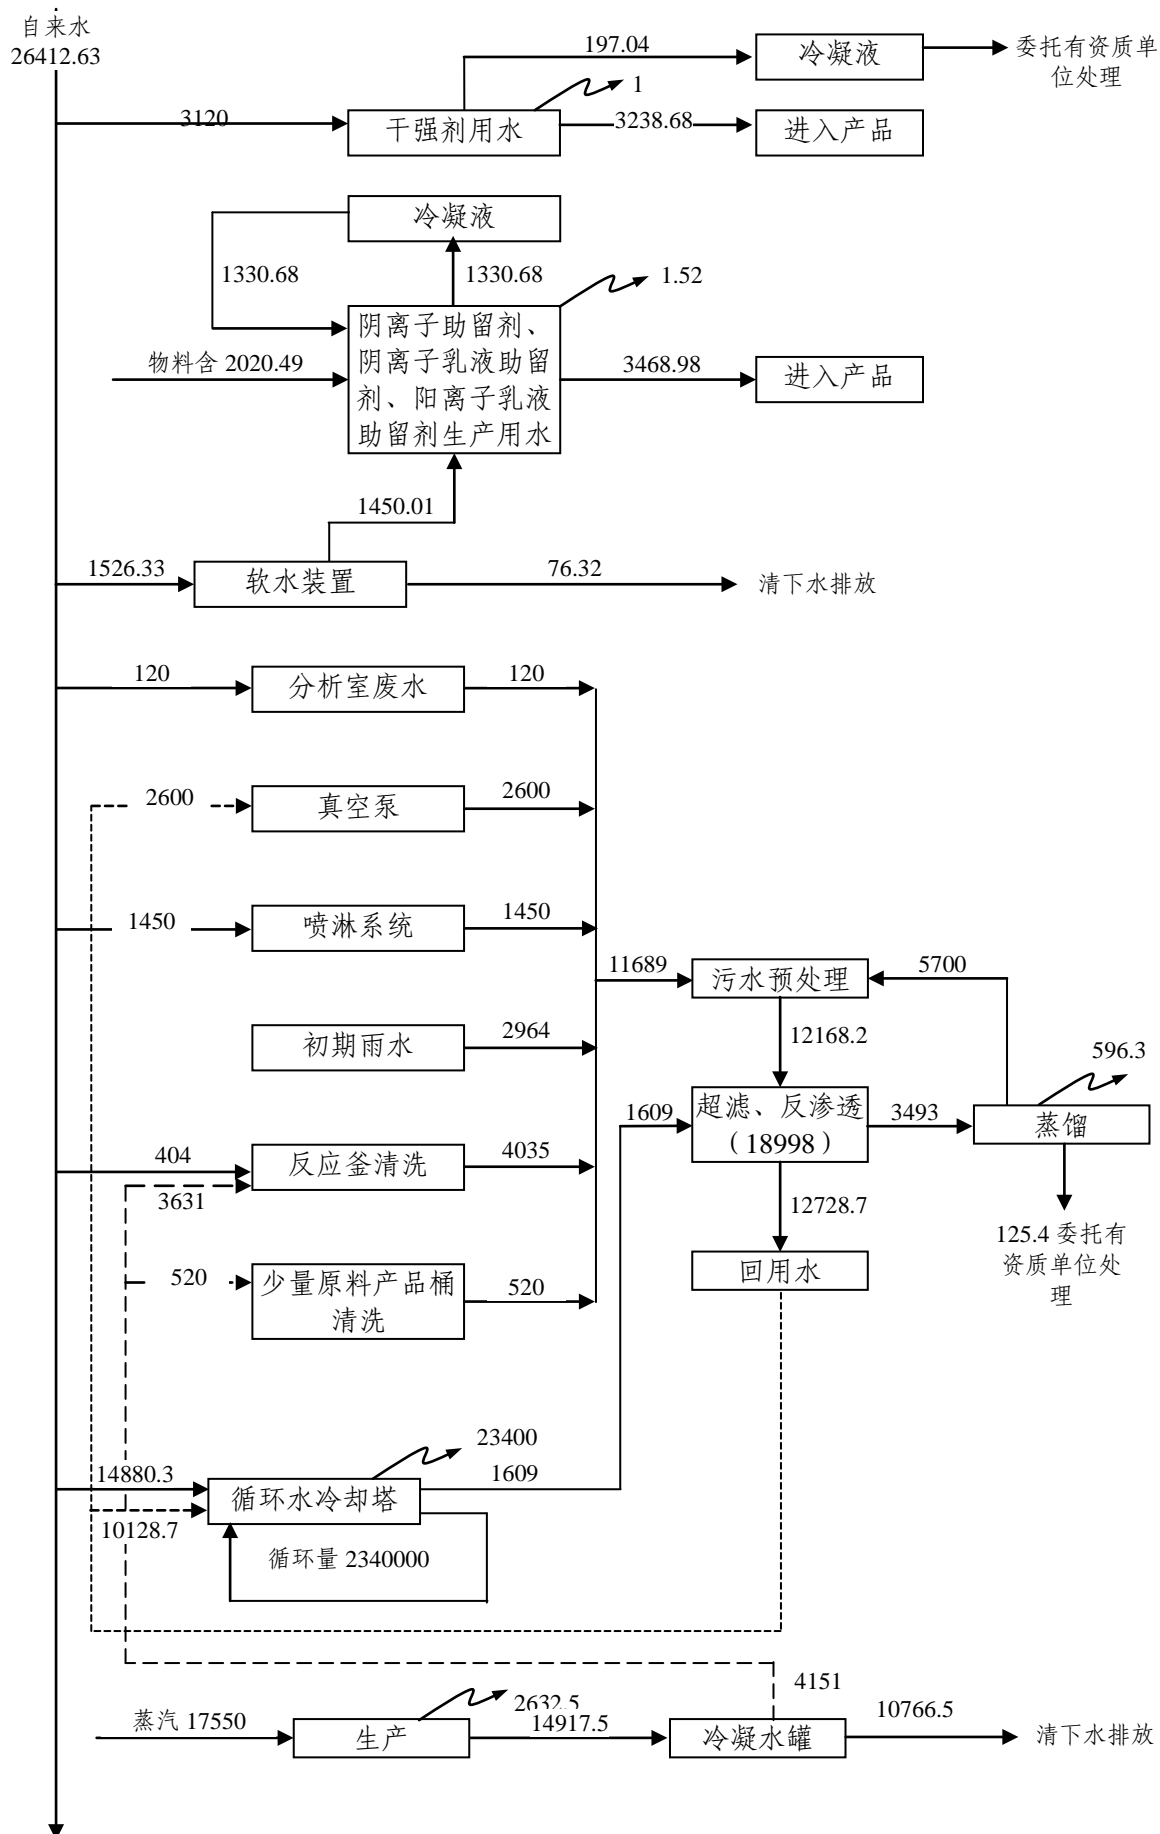 自来水
26412.63
197.04
冷凝液
委托有资质单
位处理
1
3120
干强剂用水
3238.68
进入产品
冷凝液
1330.68
1330.68
1.52
阴离子助留剂、
阴离子乳液助留
剂、阳离子乳液
助留剂生产用水
物料含 2020.49
3468.98
进入产品
1450.01
1526.33
软水装置
76.32
清下水排放
120
分析室废水
120
2600
真空泵
2600
1450
喷淋系统
1450
11689
污水预处理
5700
初期雨水
2964
12168.2
596.3
1609
超滤、反渗透
（18998）
3493
蒸馏
404
3631
反应釜清洗
4035
12728.7
125.4 委托有
资质单位处
理
回用水
520
少量原料产品桶
清洗
520
23400
14880.3
循环水冷却塔
1609
10128.7
循环量 2340000
4151
蒸汽 17550
生产
2632.5
14917.5
冷凝水罐
10766.5
清下水排放